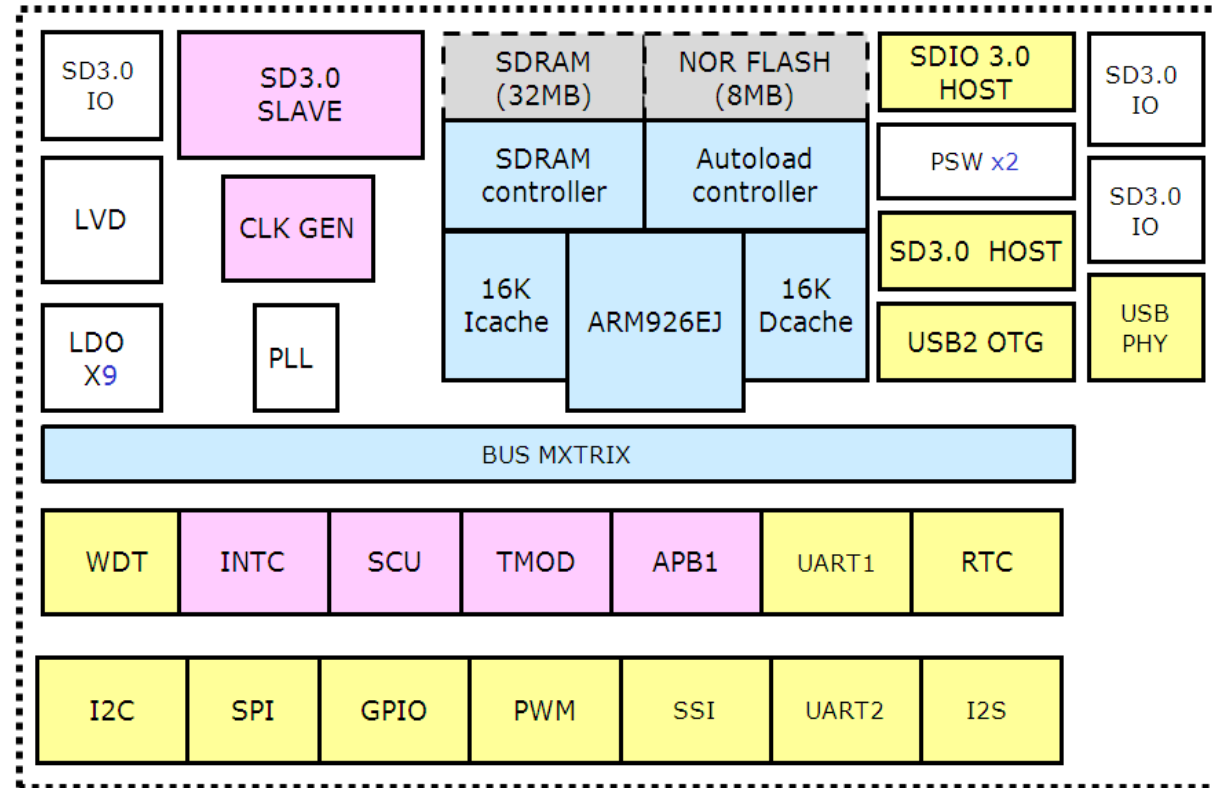 SD3.0
IO
SD3.0
SLAVE
SDRAM
(32MB)
NOR FLASH
(8MB)
SDIO 3.0
HOST
SD3.0
IO
SDRAM
controller
Autoload
controller
PSW x2
LVD
CLK GEN
SD3.0 HOST
SD3.0
IO
16K
Icache
ARM926EJ
16K
Dcache
LDO
X9
PLL
USB2 OTG
USB
PHY
BUS MXTRIX
WDT
INTC
SCU
TMOD
APB1
UART1
RTC
I2C
SPI
GPIO
PWM
SSI
UART2
I2S